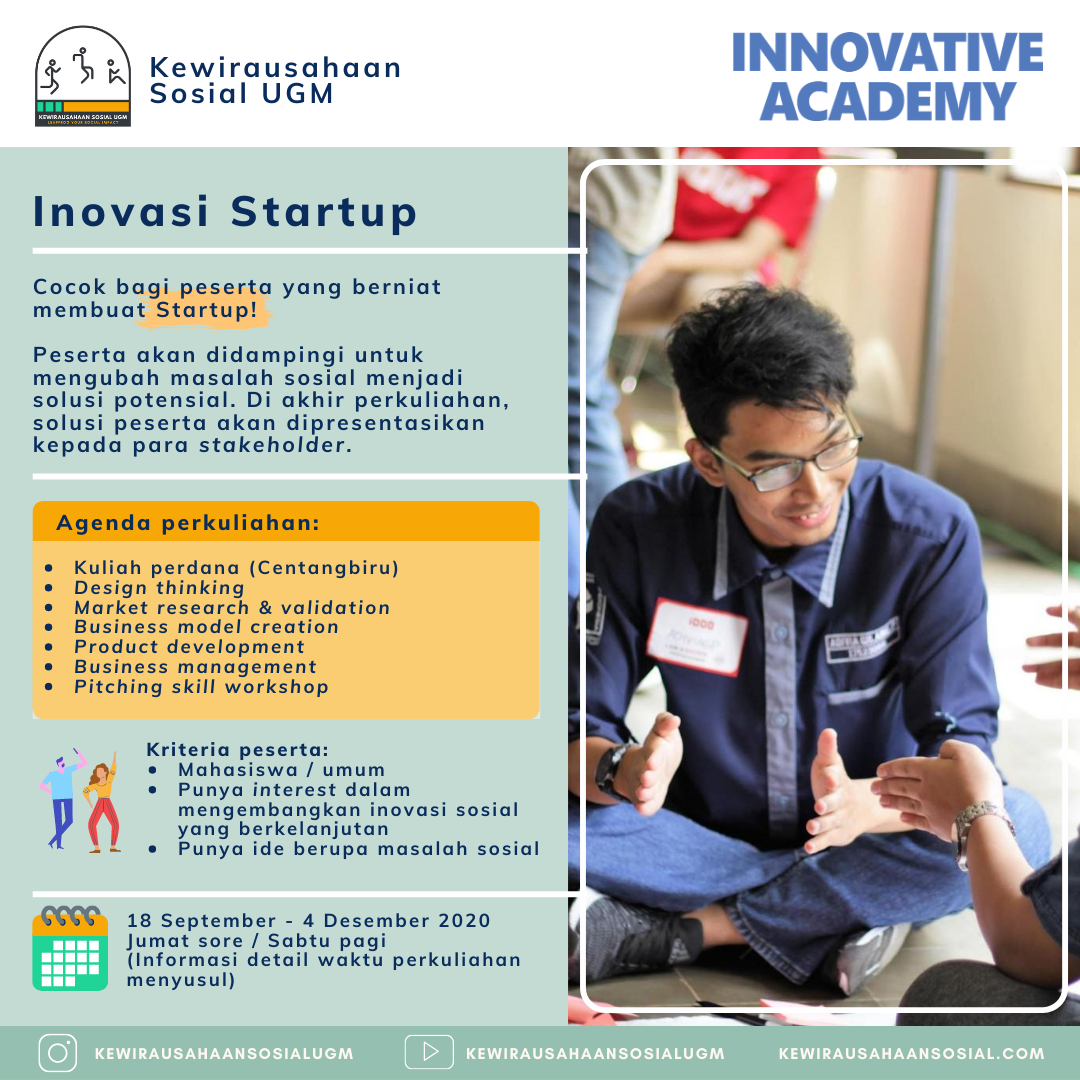 Kewirausahaan
Sosial UGM
KEWIRAUSAHAAN SOSIAL UGM
INNOVATIVE
ACADEMY
Inovasi Startup
Cocok bagi peserta yang berniat
membuat Startup!
Peserta akan didampingi untuk
mengubah masalah sosial menjadi
solusi potensial. Di akhir perkuliahan,
solusi peserta akan dipresentasikan
kepada para stakeholder.
Agenda perkuliahan:
Kuliah perdana (Centangbiru)
Design thinking
Market research & validation
Business model creation
Product development
Business management
Pitching skill workshop
Kriteria peserta:
Mahasiswa / umum
Punya interest dalam
mengembangkan inovasi sosial
yang berkelanjutan
Punya ide berupa masalah sosial
18 September - 4 Desember 2020
Jumat sore / Sabtu pagi
(Informasi detail waktu perkuliahan
menyusul)
KEWIRAUSAHAANSOSIALUGM
KEWIRAUSAHAANSOSIALUGM
KEWIRAUSAHAANSOSIAL.COM